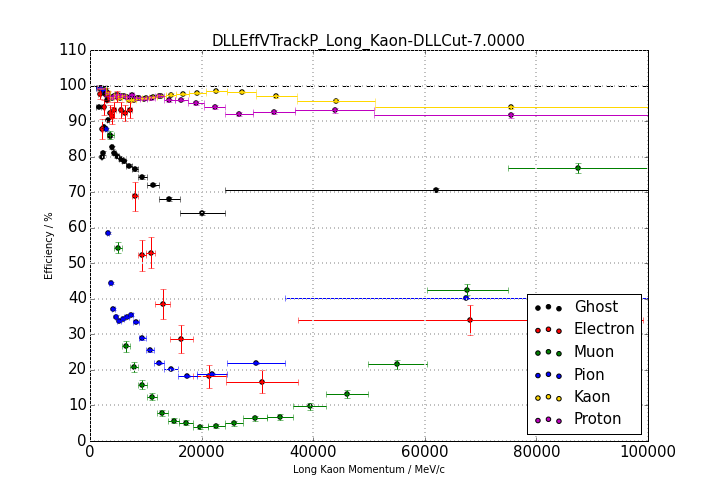 DLLEffVTrackP_Long_Kaon-DLLCut-7.0000
110
100
90
80
70
60
50
40
30
20
10
0
Efficiency / %
Ghost
Electron
Muon
Pion
Kaon
Proton
0 20000 40000 60000 80000 100000
Long Kaon Momentum / MeV/c